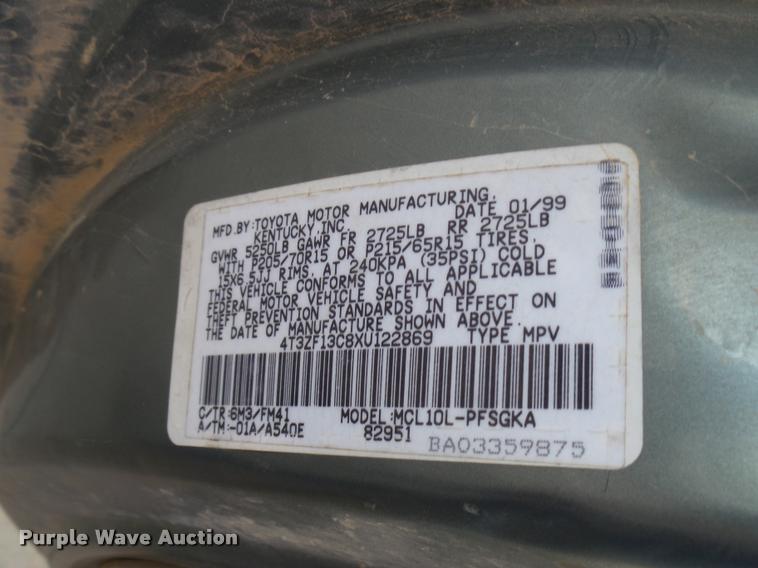 MFD.BY:TOYOTA MOTOR MANUFACTURING,
KENTUCKY,INC. DATE 01/99
GVWR 5250LB GAWR FR 2725LB RR 2725LB
WITH P205/70R15 OR P215/65R15 TIRES,
15X6.5JJ RIMS, AT 240KPA (35PSI) COLD
THIS VEHICLE CONFORMS TO ALL APPLICABLE
FEDERAL MOTOR VEHICLE SAFETY AND
THEFT PREVENTION STANDARDS IN EFFECT ON
THE DATE OF MANUFACTURE SHOWN ABOVE.
4T3ZF13C8XU122869 TYPE MPV
C/TR:6M3/FM41 MODEL:MCL10L-PFSGKA
A/TM:-01A/A540E 82951
BA03359875
Purple Wave Auction